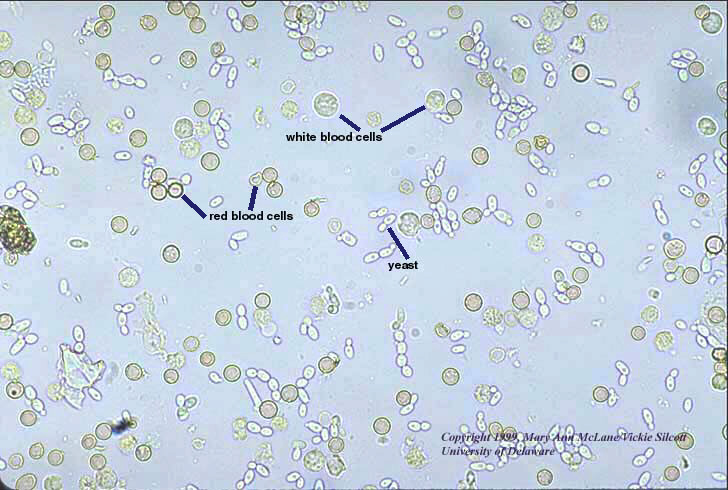 white blood cells
red blood cells
yeast
Copyright 1999, Mary Ann McLane/Vickie Silcott
University of Delaware